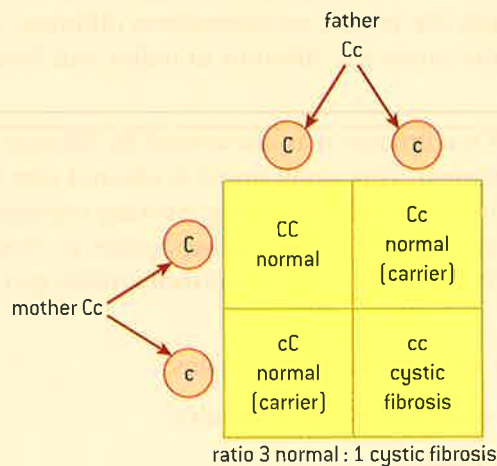 father
Cc
C
c
C
CC
normal
Cc
normal
(carrier)
mother Cc
c
cC
normal
(carrier)
cc
cystic
fibrosis
ratio 3 normal : 1 cystic fibrosis